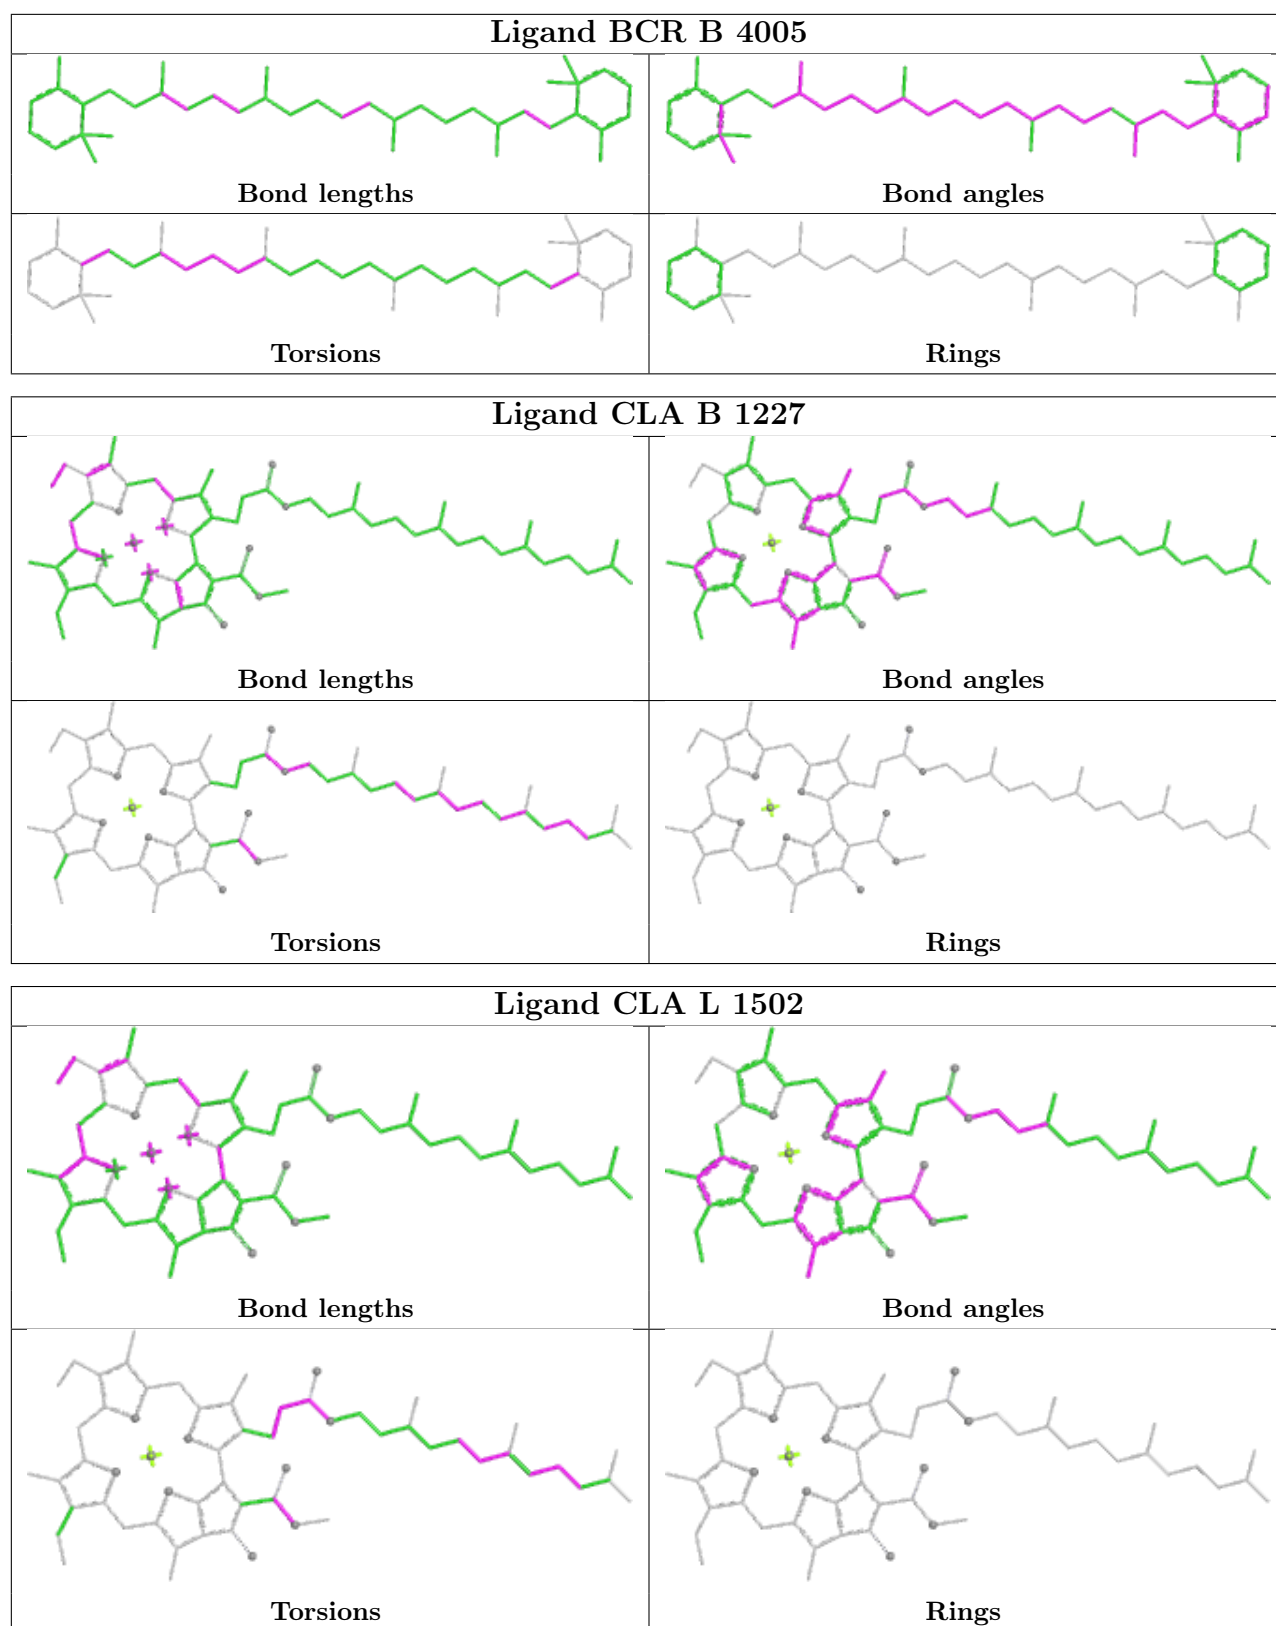 Ligand BCR B 4005
Bond lengths
Bond angles
Torsions
Rings
Ligand CLA B 1227
Bond lengths
Bond angles
Torsions
Rings
Ligand CLA L 1502
Bond lengths
Bond angles
Torsions
Rings